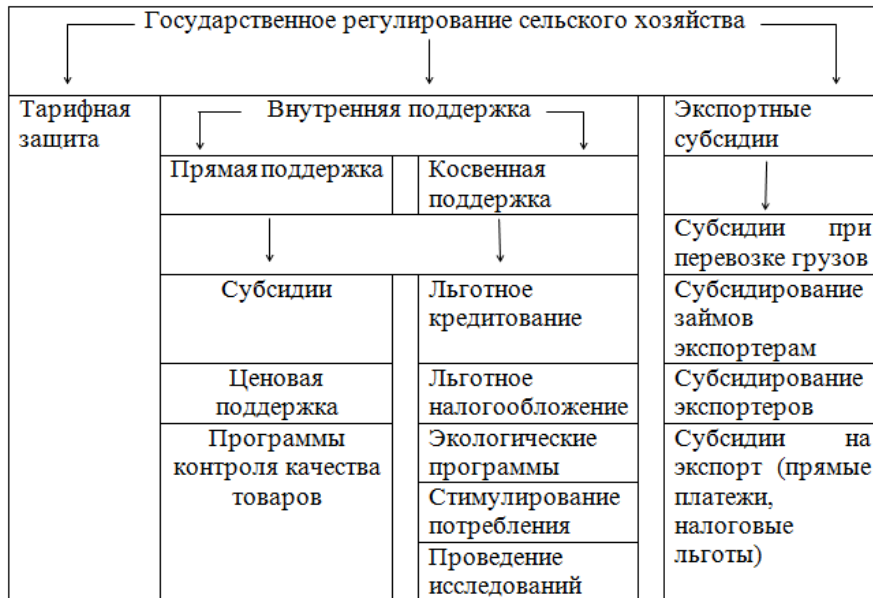 Государственное регулирование сельского хозяйства
Тарифная
защита
Внутренняя поддержка
Прямая поддержка
Косвенная
поддержка
Субсидии
Льготное
кредитование
Ценовая
поддержка
Льготное
налогообложение
Программы
контроля качества
товаров
Экологические
программы
Стимулирование
потребления
Проведение
исследований
Экспортные
субсидии
Субсидии при
перевозке грузов
Субсидирование
займов
экспортерам
Субсидирование
экспортеров
Субсидии на
экспорт (прямые
платежи,
налоговые
льготы)